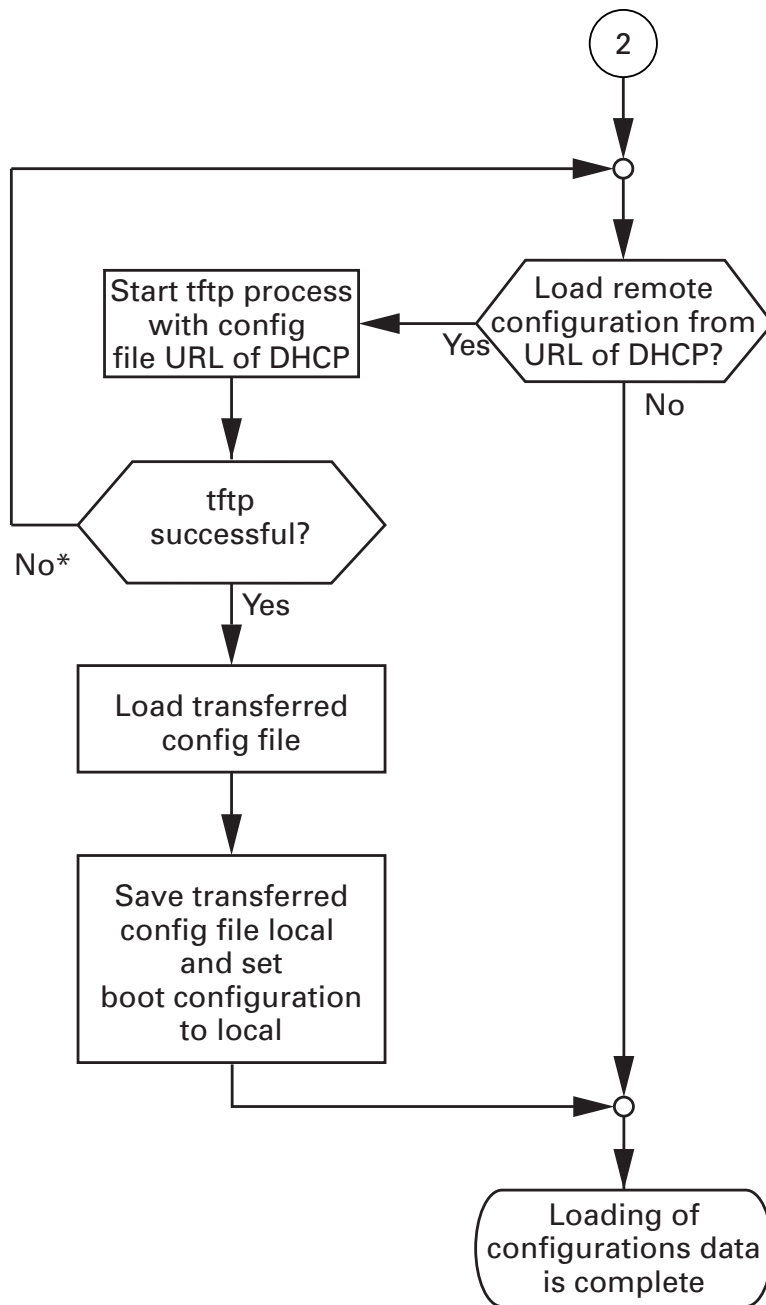 2
Load remote
configuration from
URL of DHCP?
Yes
No
Start tftp process
with config
file URL of DHCP
tftp
successful?
No*
Yes
Load transferred
config file
Save transferred
config file local
and set
boot configuration
to local
Loading of
configurations data
is complete